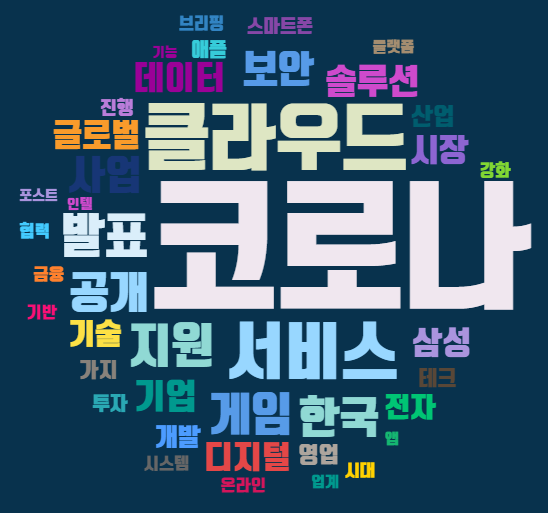 브리핑
스마트폰
기능
애플
플랫폼
데이터
보안
솔루션
진행
글로벌
클라우드
산업
시장
사업
강화
포스트
인텔
협력
발표
코로나
금융
공개
기반
기술
지원
서비스
삼성
가지
테크
투자
기업
게임
한국
전자
개발
앱
디지털
영업
시스템
시대
온라인
업계